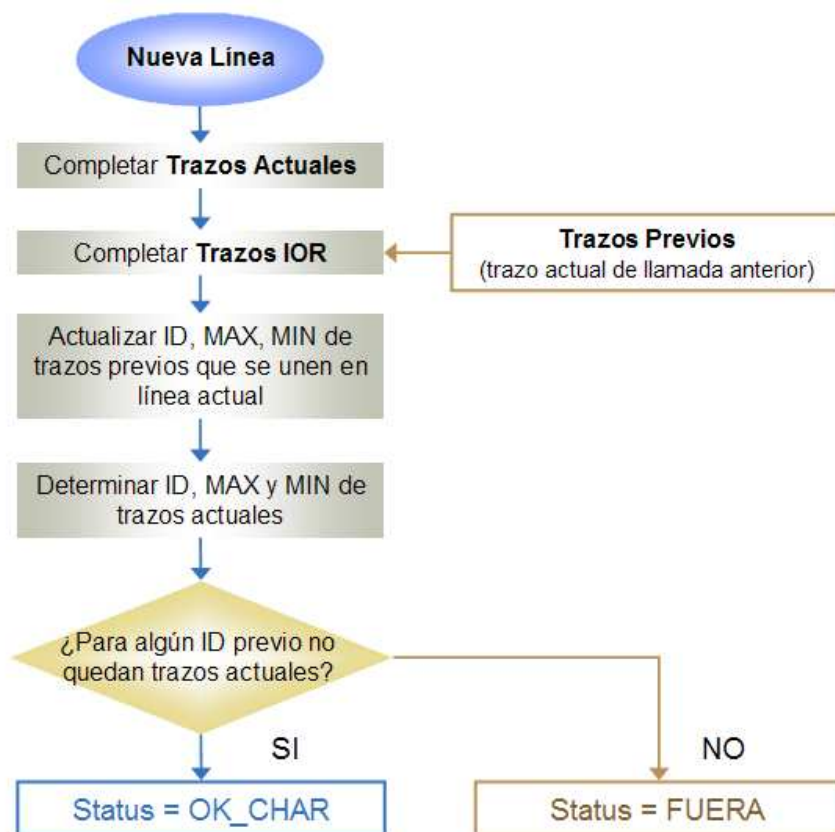 Nueva Línea
Completar Trazos Actuales
Completar Trazos IOR
Trazos Previos
(trazo actual de llamada anterior)
Actualizar ID, MAX, MIN de
trazos previos que se unen en
línea actual
Determinar ID, MAX y MIN de
trazos actuales
¿Para algún ID previo no
quedan trazos actuales?
SI
NO
Status = OK_CHAR
Status = FUERA